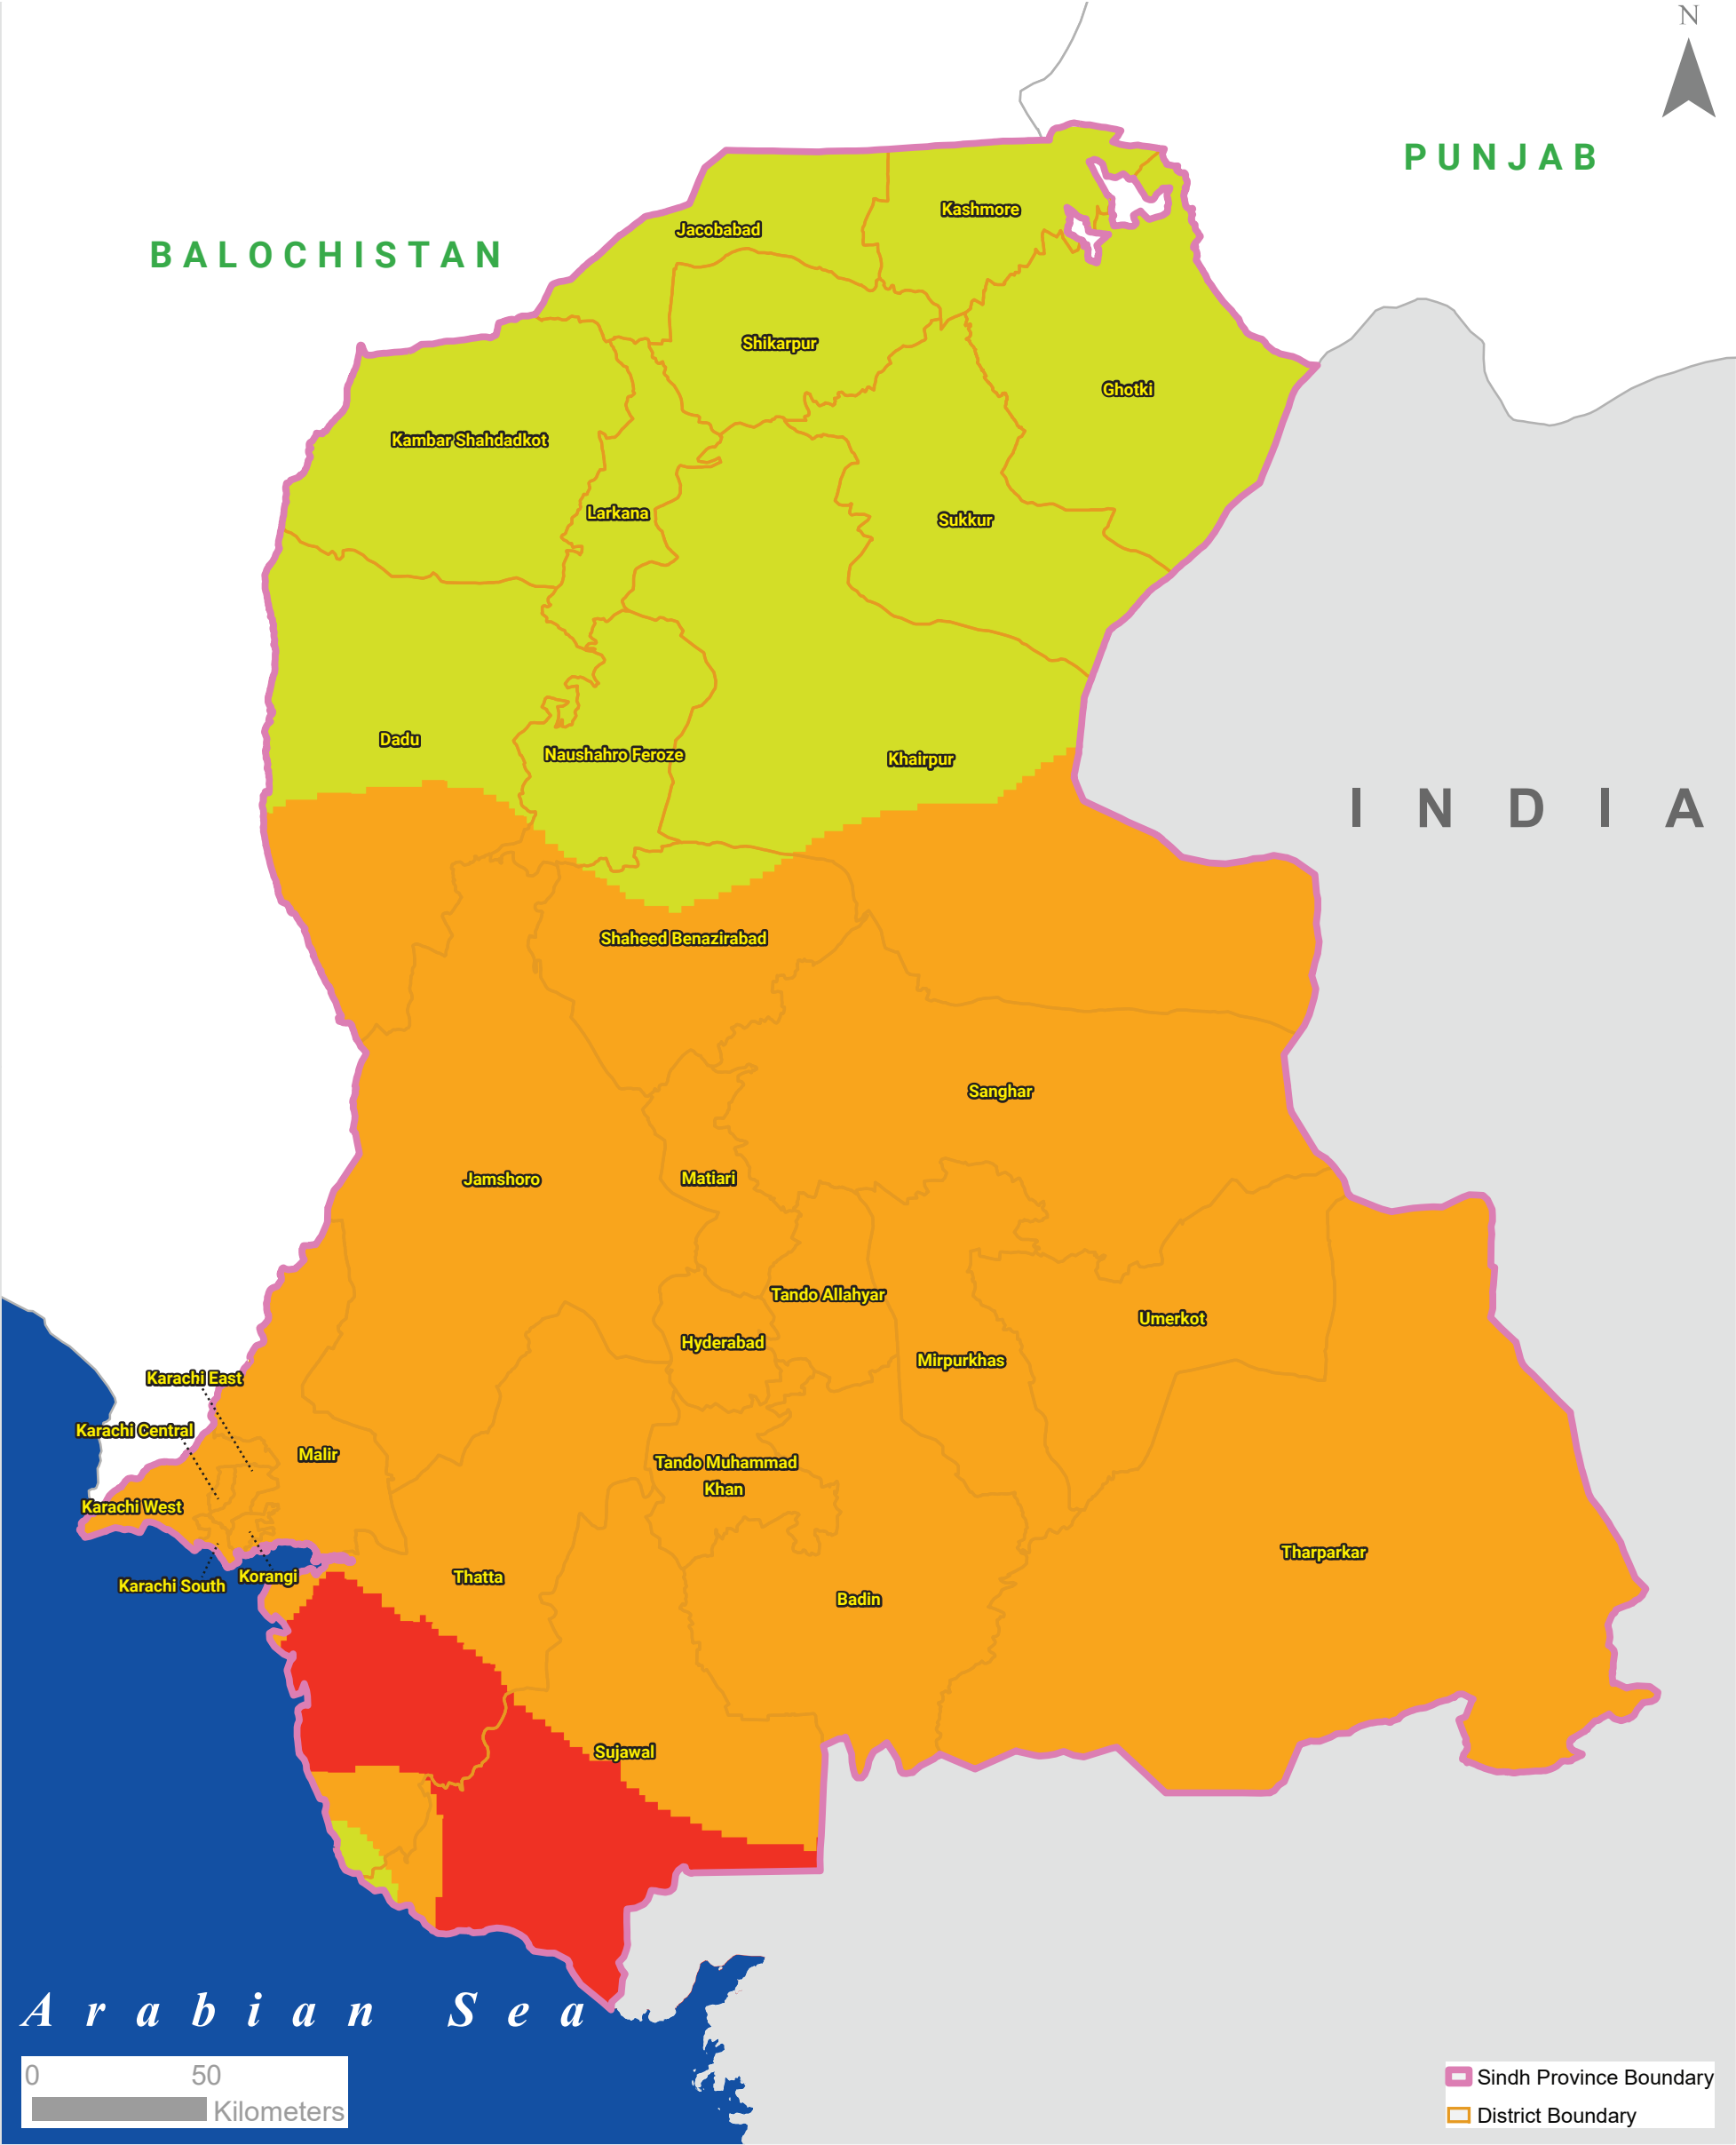 N
PUNJAB
BALOCHISTAN
Kashmore
Jacobabad
Shikarpur
Ghotki
Kambar Shahdadkot
Larkana
Sukkur
Dadu
Naushahro Feroze
Khairpur
INDIA
Shaheed Benazirabad
Sanghar
Jamshoro
Matiari
Tando Allahyar
Umerkot
Hyderabad
Mirpurkhas
Karachi East
Karachi Central
Malir
Tando Muhammad
Khan
Karachi West
Tharparkar
Korangi
Thatta
Karachi South
Badin
Sujawal
Arabian Sea
0 50
Kilometers
Sindh Province Boundary
District Boundary